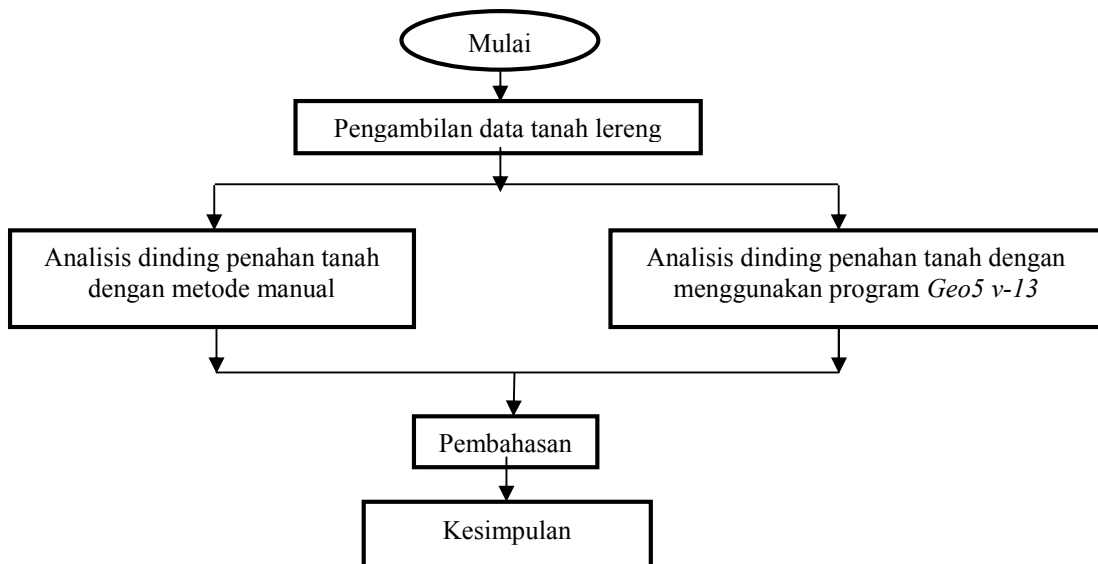 Mulai
Pengambilan data tanah lereng
Analisis dinding penahan tanah
dengan metode manual
Analisis dinding penahan tanah dengan
menggunakan program Geo5 v-13
Pembahasan
Kesimpulan